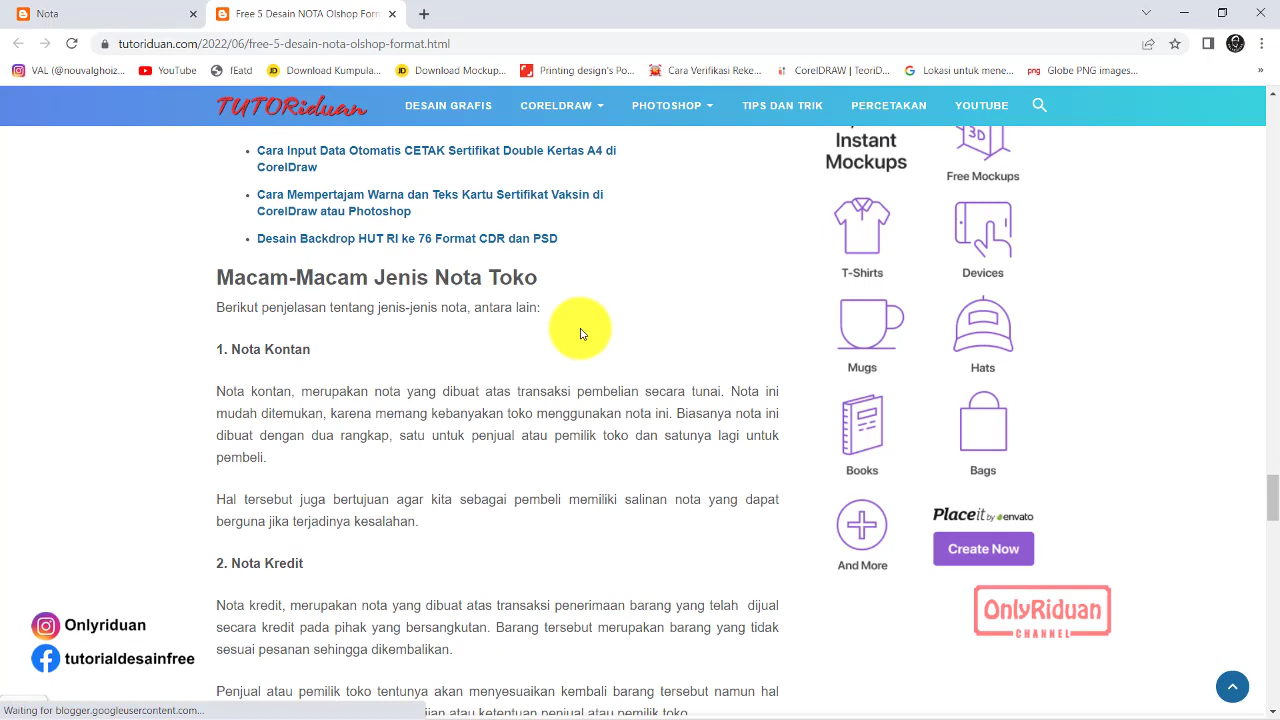 Nota
Free 5 Desain NOTA Olshop Form
tutoriduan.com/2022/06/free-5-desain-nota-olshop-format.html
VAL (@nouvalghoiz... YouTube fEatd Download Kumpula... Download Mockup... Printing design's Po... Cara Verifikasi Reke... CorelDRAW | TeoriD... Lokasi untuk mene... Globe PNG images... »
TUTORiduan DESAIN GRAFIS CORELDRAW PHOTOSHOP TIPS DAN TRIK PERCETAKAN YOUTUBE
Cara Input Data Otomatis CETAK Sertifikat Double Kertas A4 di
CorelDraw
Cara Mempertajam Warna dan Teks Kartu Sertifikat Vaksin di
CorelDraw atau Photoshop
Desain Backdrop HUT RI ke 76 Format CDR dan PSD
Macam-Macam Jenis Nota Toko
Berikut penjelasan tentang jenis-jenis nota, antara lain:
1. Nota Kontan
Nota kontan, merupakan nota yang dibuat atas transaksi pembelian secara tunai. Nota ini
mudah ditemukan, karena memang kebanyakan toko menggunakan nota ini. Biasanya nota ini
dibuat dengan dua rangkap, satu untuk penjual atau pemilik toko dan satunya lagi untuk
pembeli.
Hal tersebut juga bertujuan agar kita sebagai pembeli memiliki salinan nota yang dapat
berguna jika terjadinya kesalahan.
2. Nota Kredit
Nota kredit, merupakan nota yang dibuat atas transaksi penerimaan barang yang telah dijual
secara kredit pada pihak yang bersangkutan. Barang tersebut merupakan barang yang tidak
sesuai pesanan sehingga dikembalikan.
Penjual atau pemilik toko tentunya akan menyesuaikan kembali barang tersebut namun hal
atau ketentuan penjual atau pemilik toko.
Instant
Mockups
3D
Free Mockups
T-Shirts
Devices
Mugs
Hats
Books
Bags
And More
Placeit by envato
Create Now
OnlyRiduan
CHANNEL
Onlyriduan
tutorialdesainfree
Waiting for blogger.googleusercontent.com...